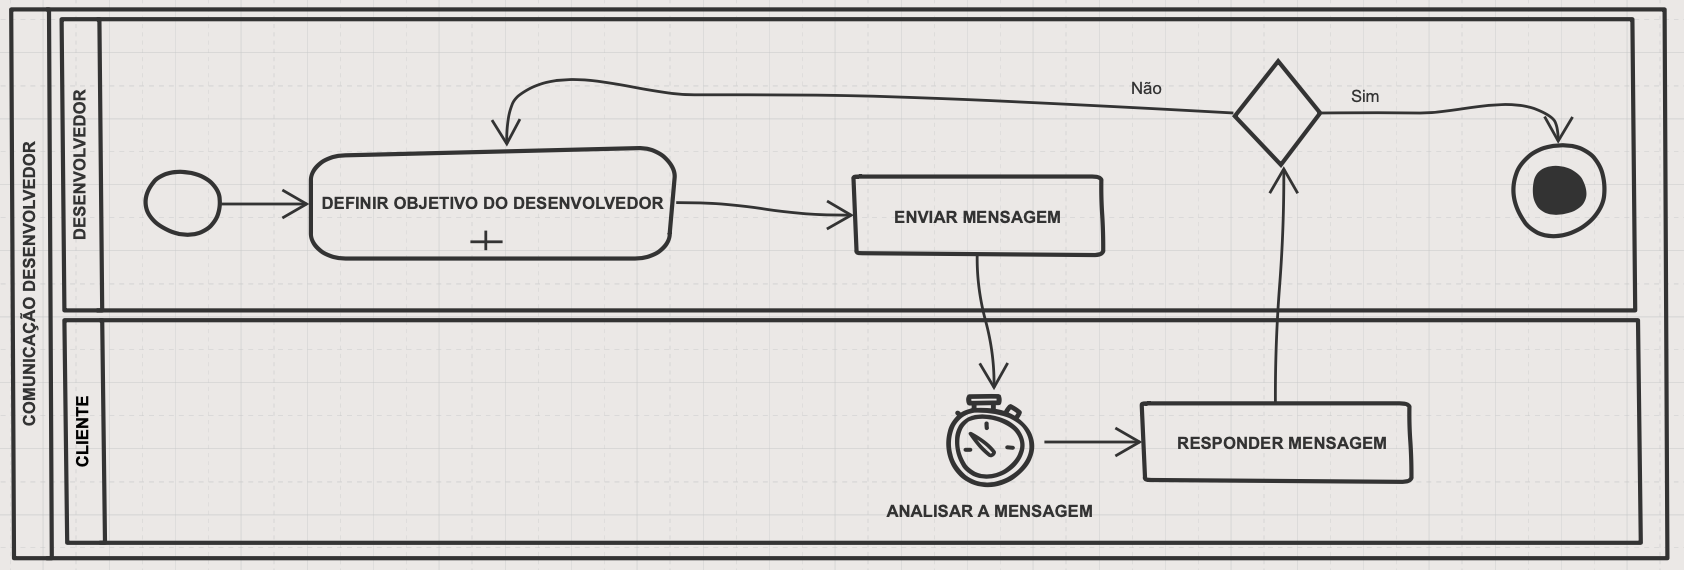 COMUNICAÇÃO DESENVOLVEDOR
DESENVOLVEDOR
Não
Sim
DEFINIR OBJETIVO DO DESENVOLVEDOR
ENVIAR MENSAGEM
CLIENTE
RESPONDER MENSAGEM
ANALISAR A MENSAGEM